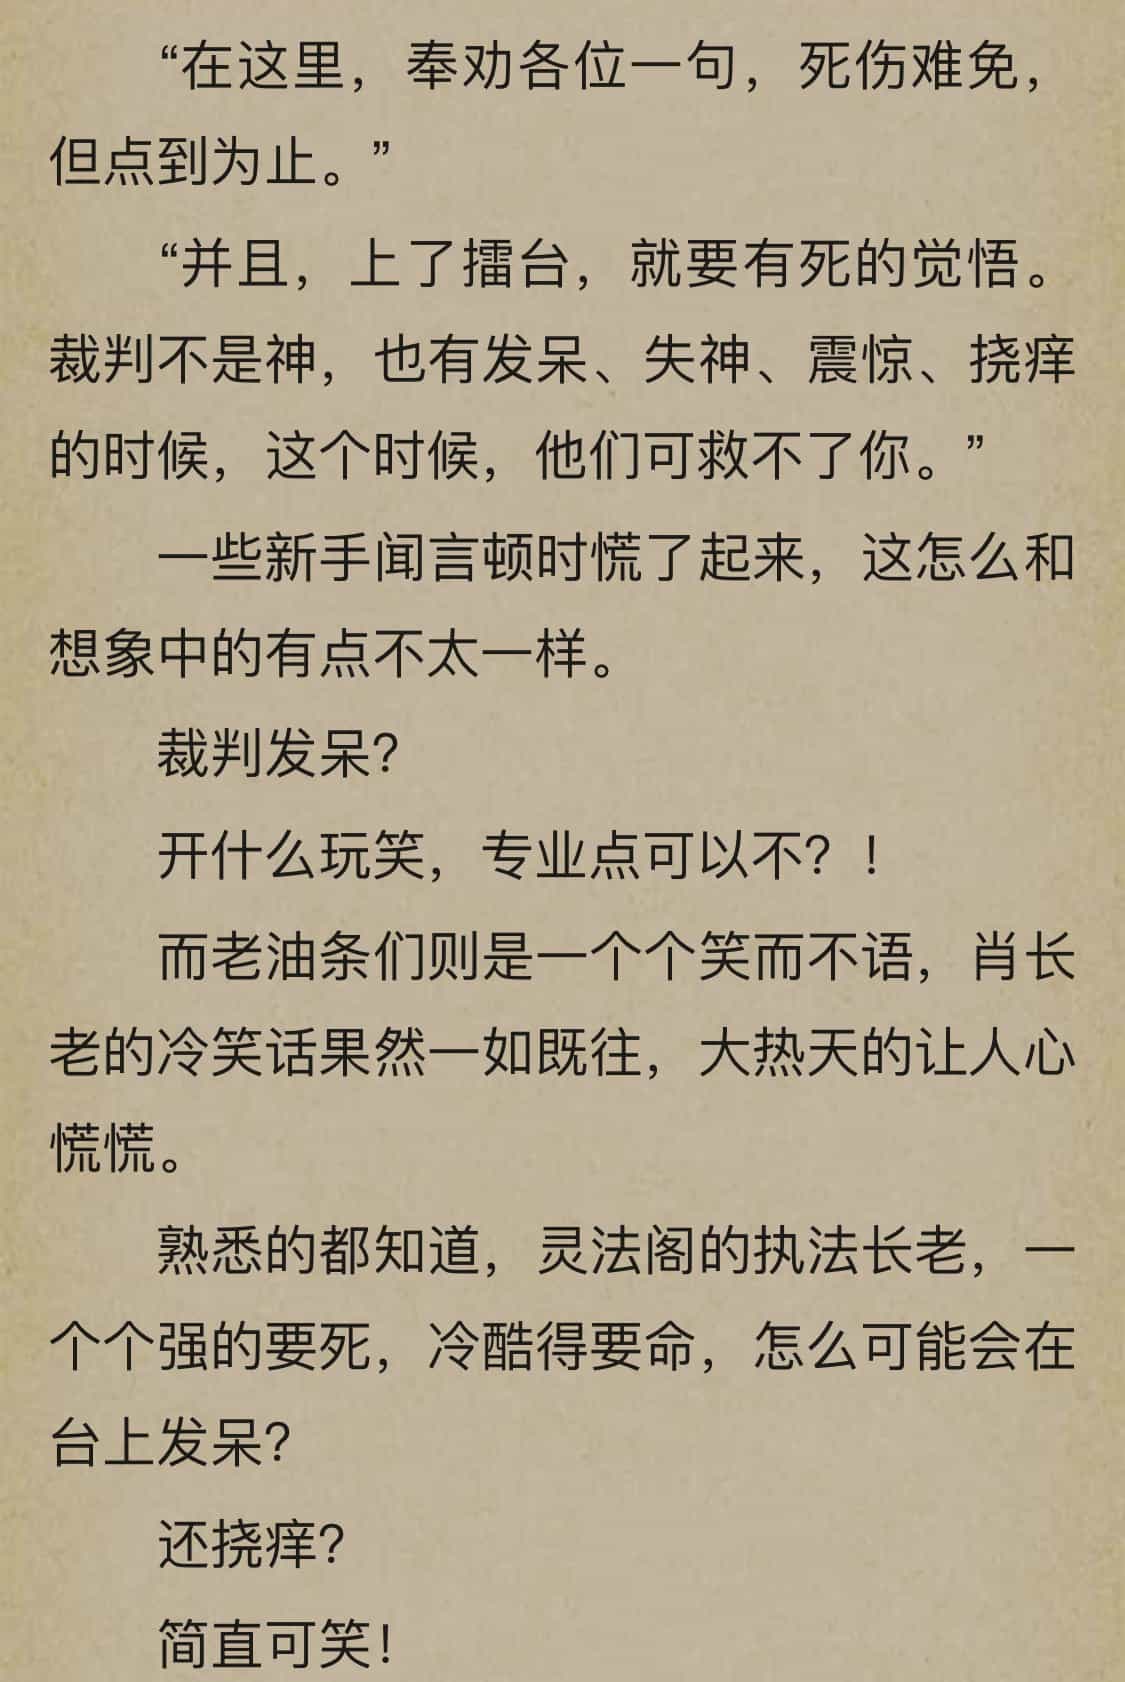 “在这里，奉劝各位一句，死伤难免，
但点到为止。”
“并且，上了擂台，就要有死的觉悟。
裁判不是神，也有发呆、失神、震惊、挠痒
的时候，这个时候，他们可救不了你。”
一些新手闻言顿时慌了起来，这怎么和
想象中的有点不太一样。
裁判发呆？
开什么玩笑，专业点可以不？！
而老油条们则是一个个笑而不语，肖长
老的冷笑话果然一如既往，大热天的让人心
慌慌。
熟悉的都知道，灵法阁的执法长老，一
个个强的要死，冷酷得要命，怎么可能会在
台上发呆？
还挠痒？
简直可笑！